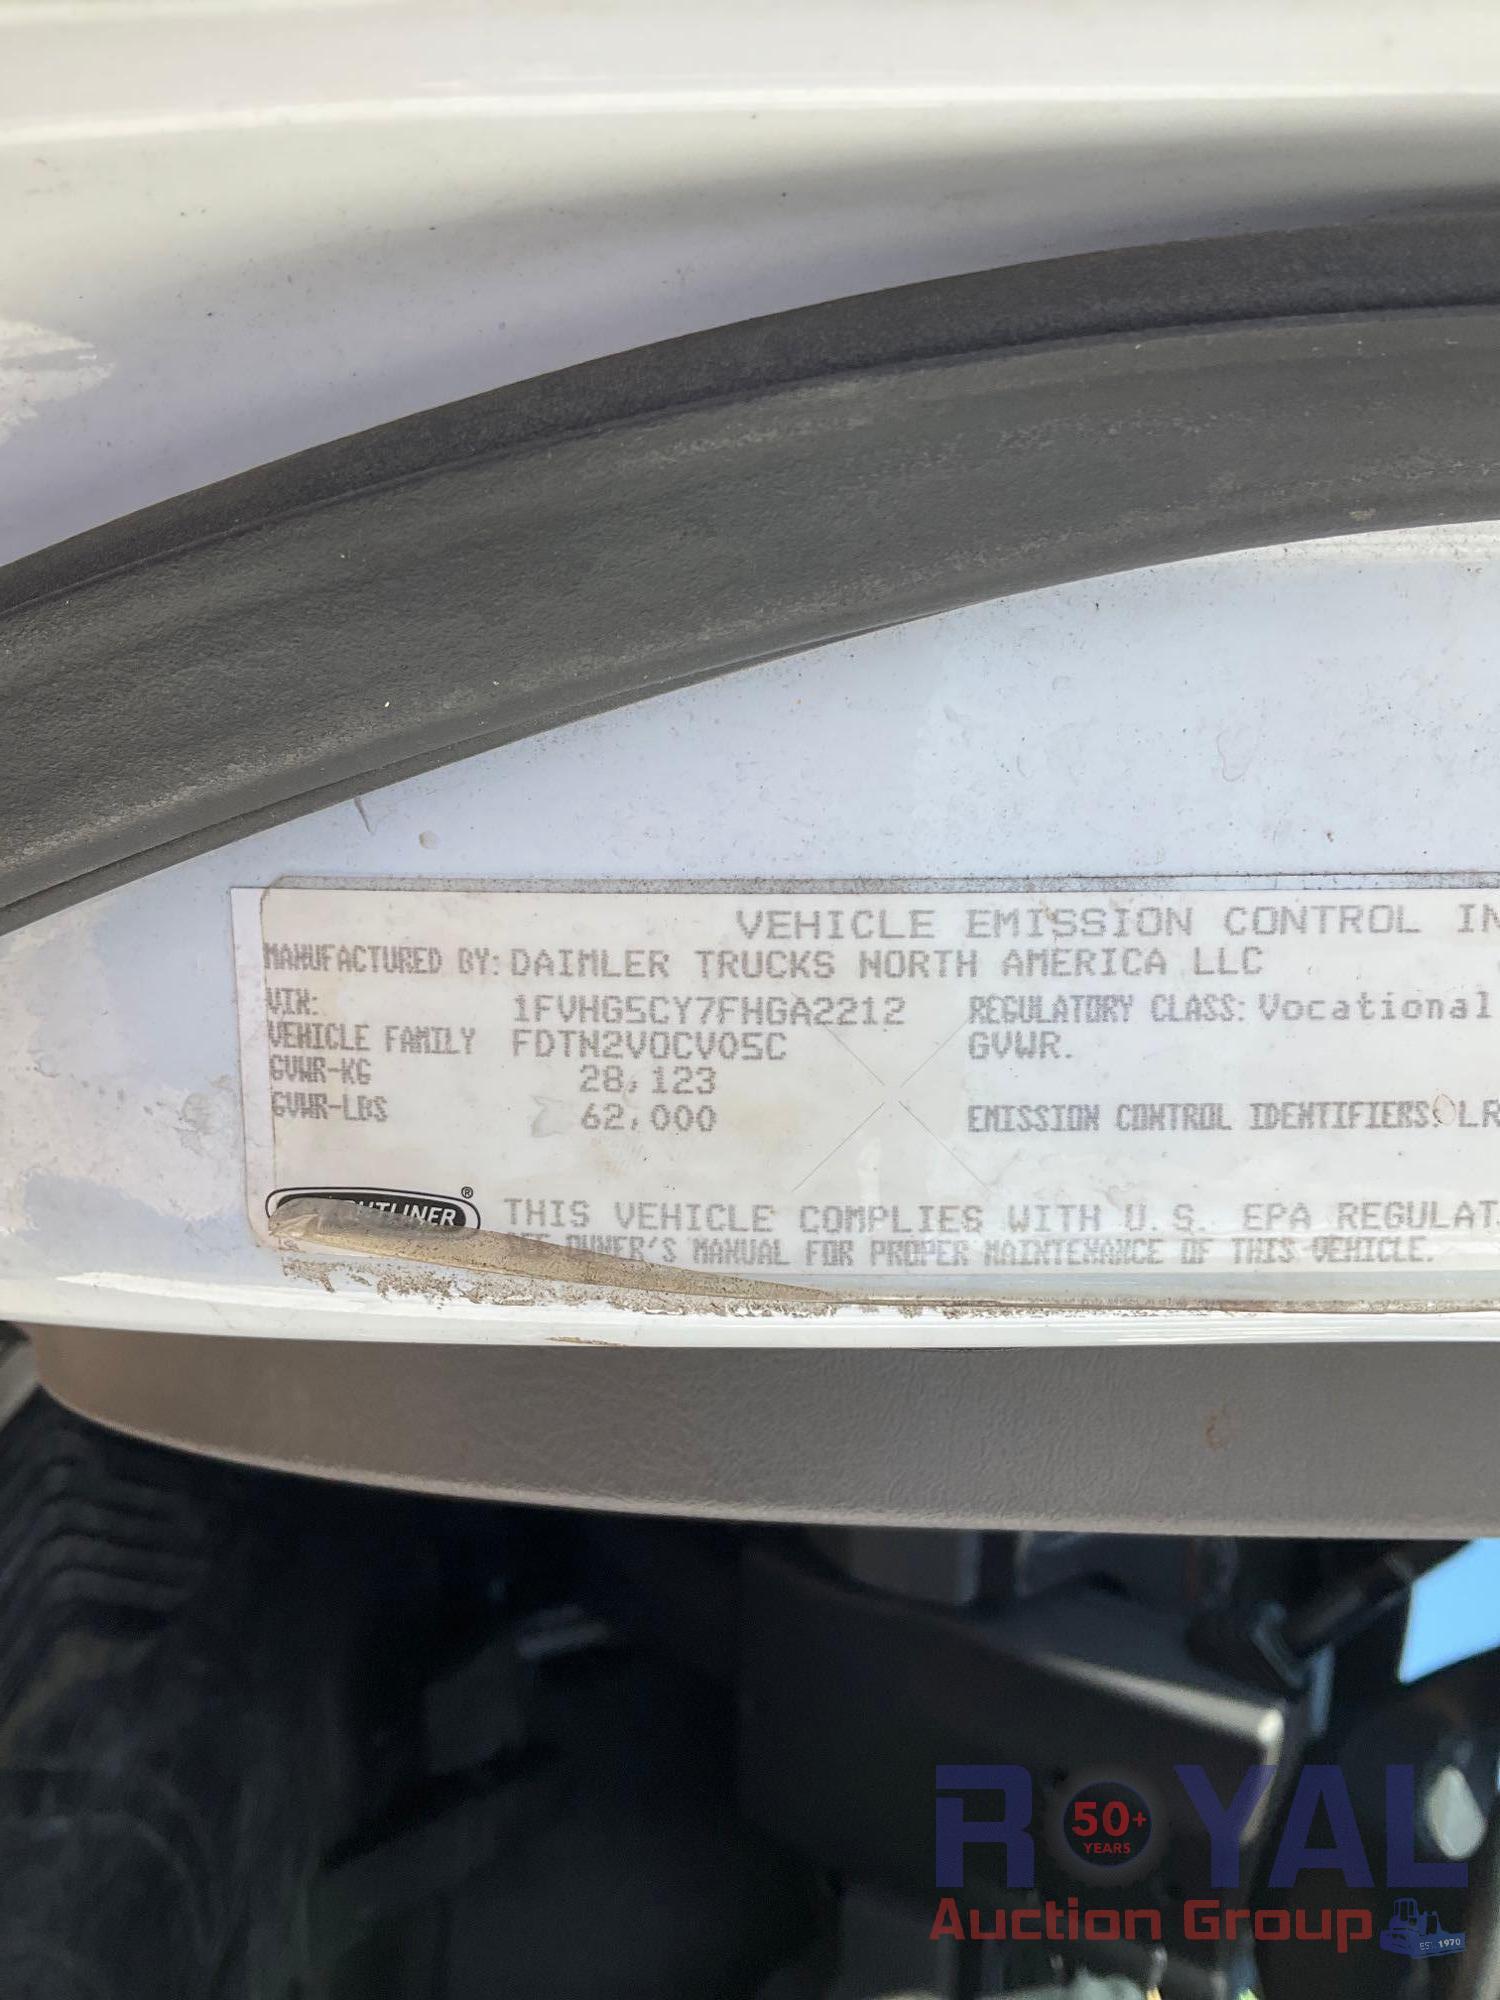 VEHICLE EMISSION CONTROL IN
MANUFACTURED BY: DAIMLER TRUCKS NORTH AMERICA LLC
VIN: 1FVHG5CY7FHGA2212 REGULATORY CLASS: Vocational
VEHICLE FAMILY FDTN2VOCV05C GVWR.
GVWR-KG 28,123
GVWR-LBS 62,000 EMISSION CONTROL IDENTIFIERS: LR
HTLINER ® THIS VEHICLE COMPLIES WITH U.S. EPA REGULAT
OWNER'S MANUAL FOR PROPER MAINTENANCE OF THIS VEHICLE.
ROYAL
50+
YEARS
Auction Group
EST. 1970